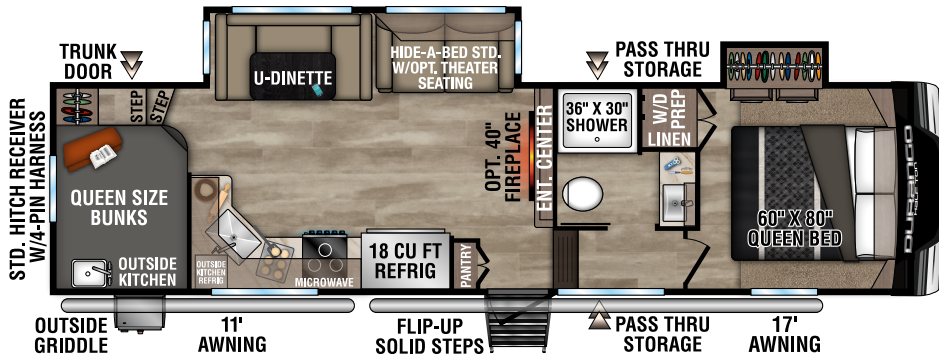 TRUNK
DOOR
U-DINETTE
HIDE-A-BED STD.
W/OPT. THEATER
SEATING
PASS THRU
STORAGE
STD. HITCH RECEIVER
W/4-PIN HARNESS
STEP
STEP
QUEEN SIZE
BUNKS
OUTSIDE
KITCHEN
OUTSIDE
KITCHEN
REFRIG
MICROWAVE
18 CU FT
REFRIG
PANTRY
OPT. 40"
FIREPLACE
ENT. CENTER
36" X 30"
SHOWER
W/D
PREP
LINEN
60" X 80"
QUEEN BED
DURANGO
OUTSIDE
GRIDDLE
11'
AWNING
FLIP-UP
SOLID STEPS
PASS THRU
STORAGE
17'
AWNING